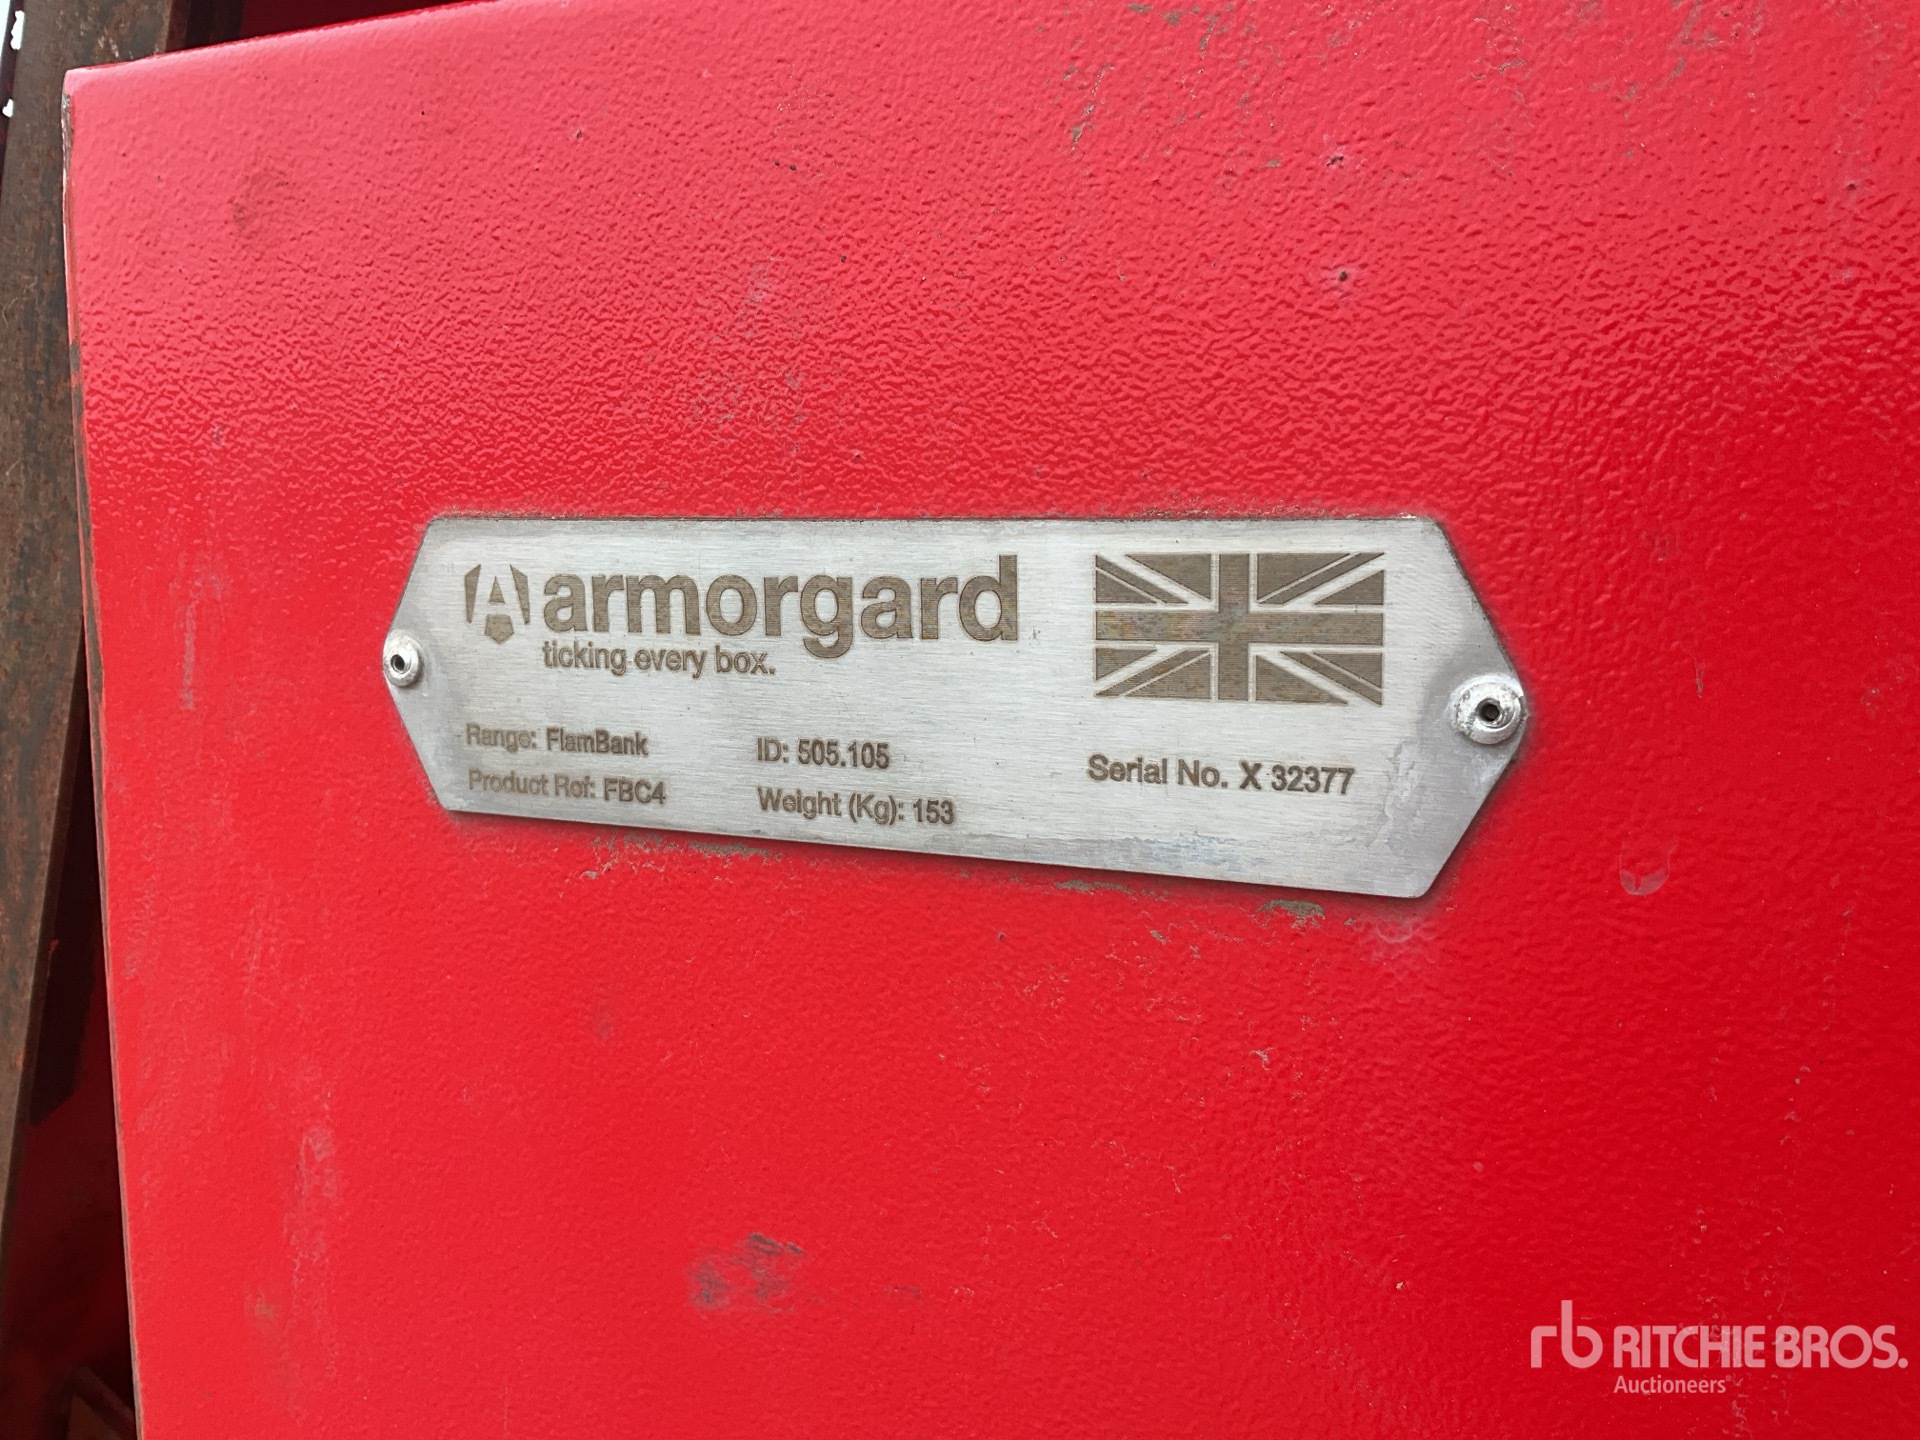 armorgard
ticking every box.
Range: FlamBank
Product Ref: FBC4
ID: 505.105
Weight (Kg): 153
Serial No. X 32377
rb RITCHIE BROS.
Auctioneers